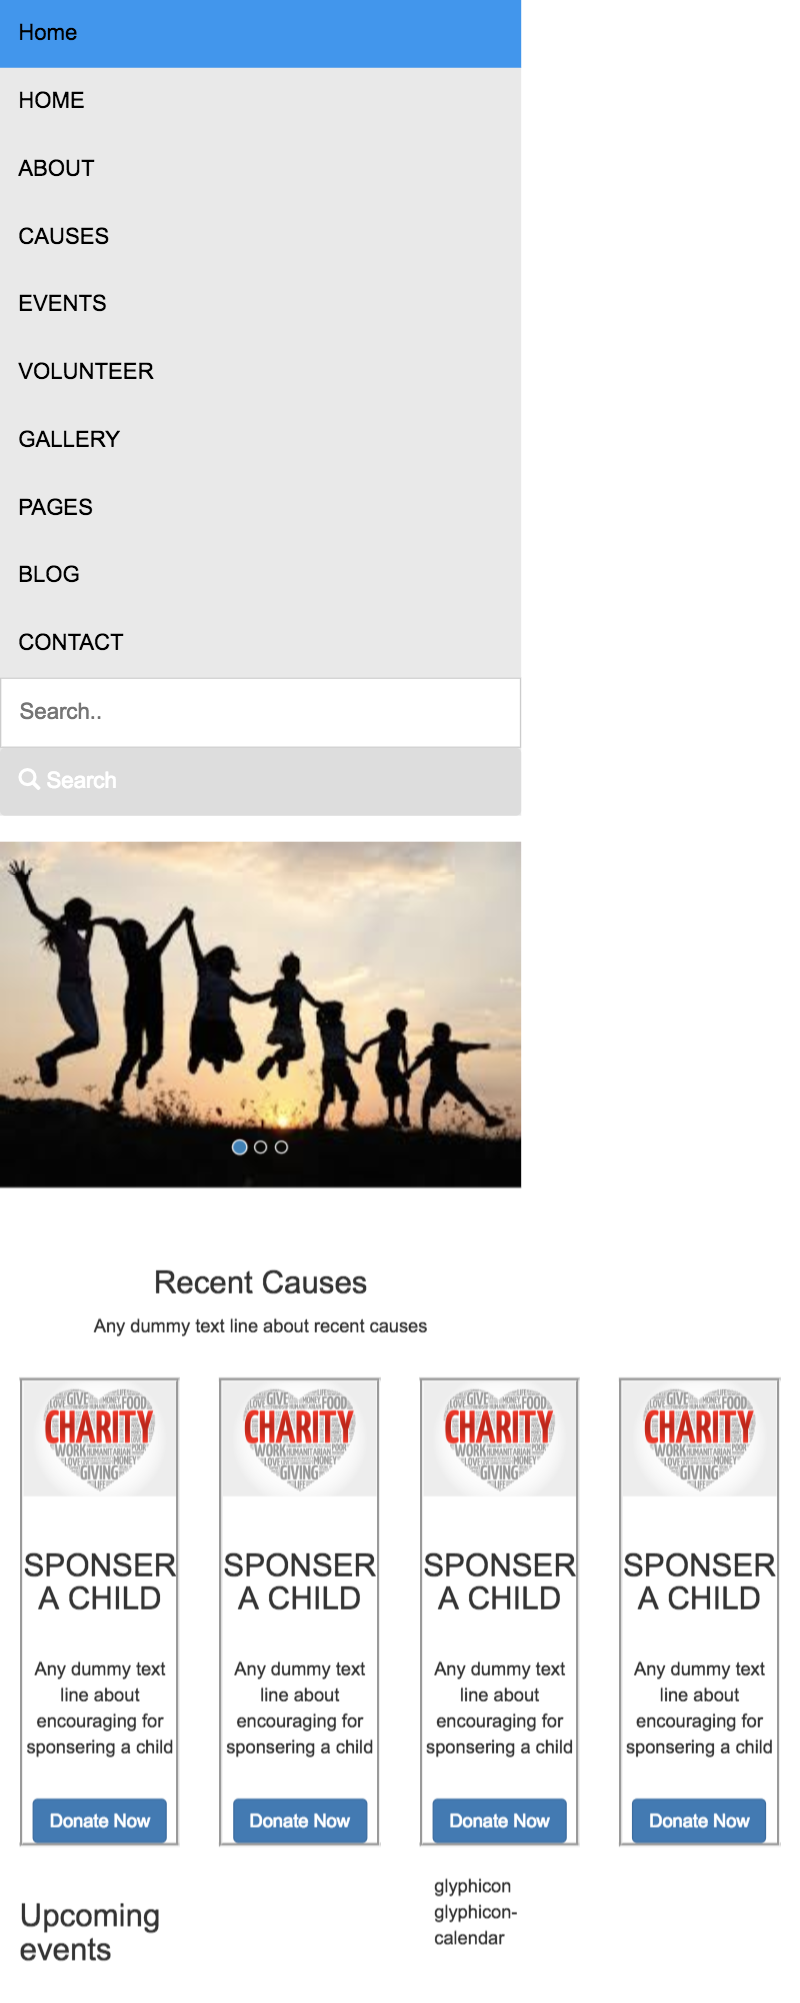 Home
HOME
ABOUT
CAUSES
EVENTS
VOLUNTEER
GALLERY
PAGES
BLOG
CONTACT
Search..
Search
Recent Causes
Any dummy text line about recent causes
LOVE GIVE MONEY FOOD
CHARITY
WORK HUMANITARIAN POOR
LOVE MONEY
GIVING
LIFE
SPONSER
A CHILD
Any dummy text
line about
encouraging for
sponsering a child
Donate Now
LOVE GIVE MONEY FOOD
CHARITY
WORK HUMANITARIAN POOR
LOVE MONEY
GIVING
LIFE
SPONSER
A CHILD
Any dummy text
line about
encouraging for
sponsering a child
Donate Now
LOVE GIVE MONEY FOOD
CHARITY
WORK HUMANITARIAN POOR
LOVE MONEY
GIVING
LIFE
SPONSER
A CHILD
Any dummy text
line about
encouraging for
sponsering a child
Donate Now
LOVE GIVE MONEY FOOD
CHARITY
WORK HUMANITARIAN POOR
LOVE MONEY
GIVING
LIFE
SPONSER
A CHILD
Any dummy text
line about
encouraging for
sponsering a child
Donate Now
Upcoming
events
glyphicon
glyphicon-
calendar